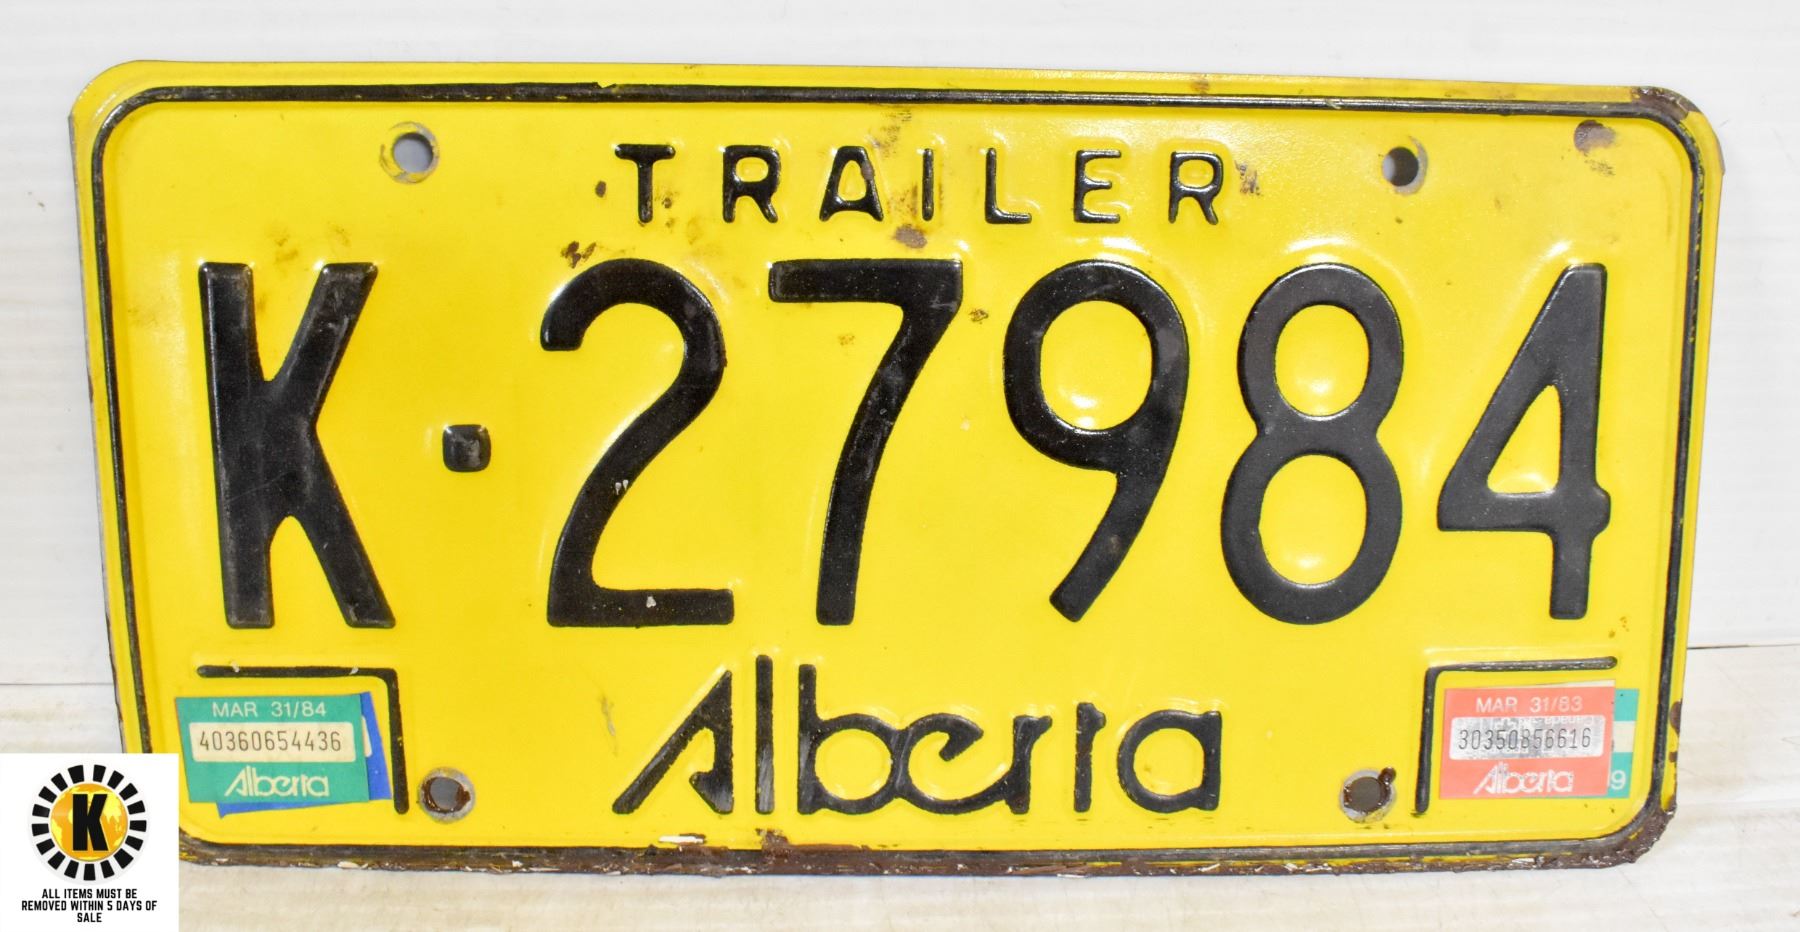 TRAILER
K·27984
Alberta
MAR 31/84
40360654436
Alberta
MAR 31/83
30350856616
Alberta
9
K
ALL ITEMS MUST BE
REMOVED WITHIN 5 DAYS OF
SALE